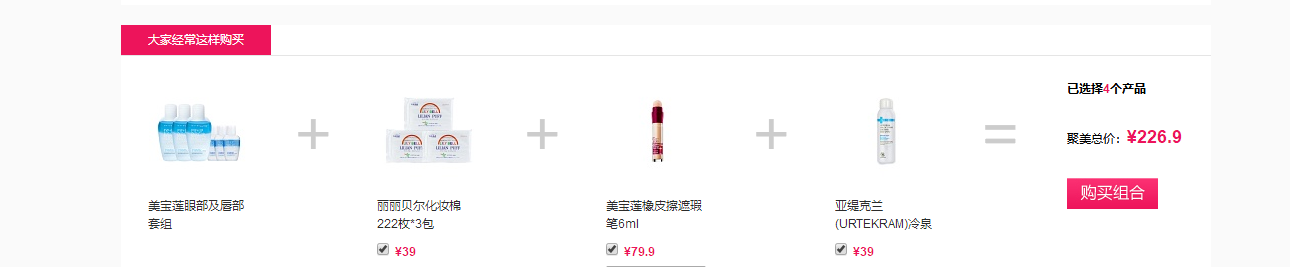 大家经常这样购买
已选择4个产品
聚美总价：¥226.9
购买组合
美宝莲眼部及唇部
套组
丽丽贝尔化妆棉
222枚*3包
¥39
美宝莲橡皮擦遮瑕
笔6ml
¥79.9
亚缇克兰
(URTEKRAM)冷泉
¥39